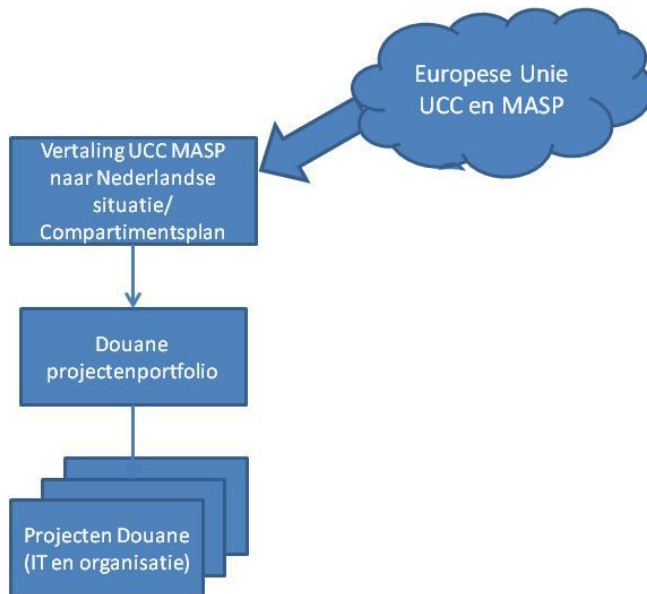 Europese Unie
UCC en MASP
Vertaling UCC MASP
naar Nederlandse
situatie/
Compartimentsplan
Douane
projectenportfolio
Projecten Douane
(IT en organisatie)